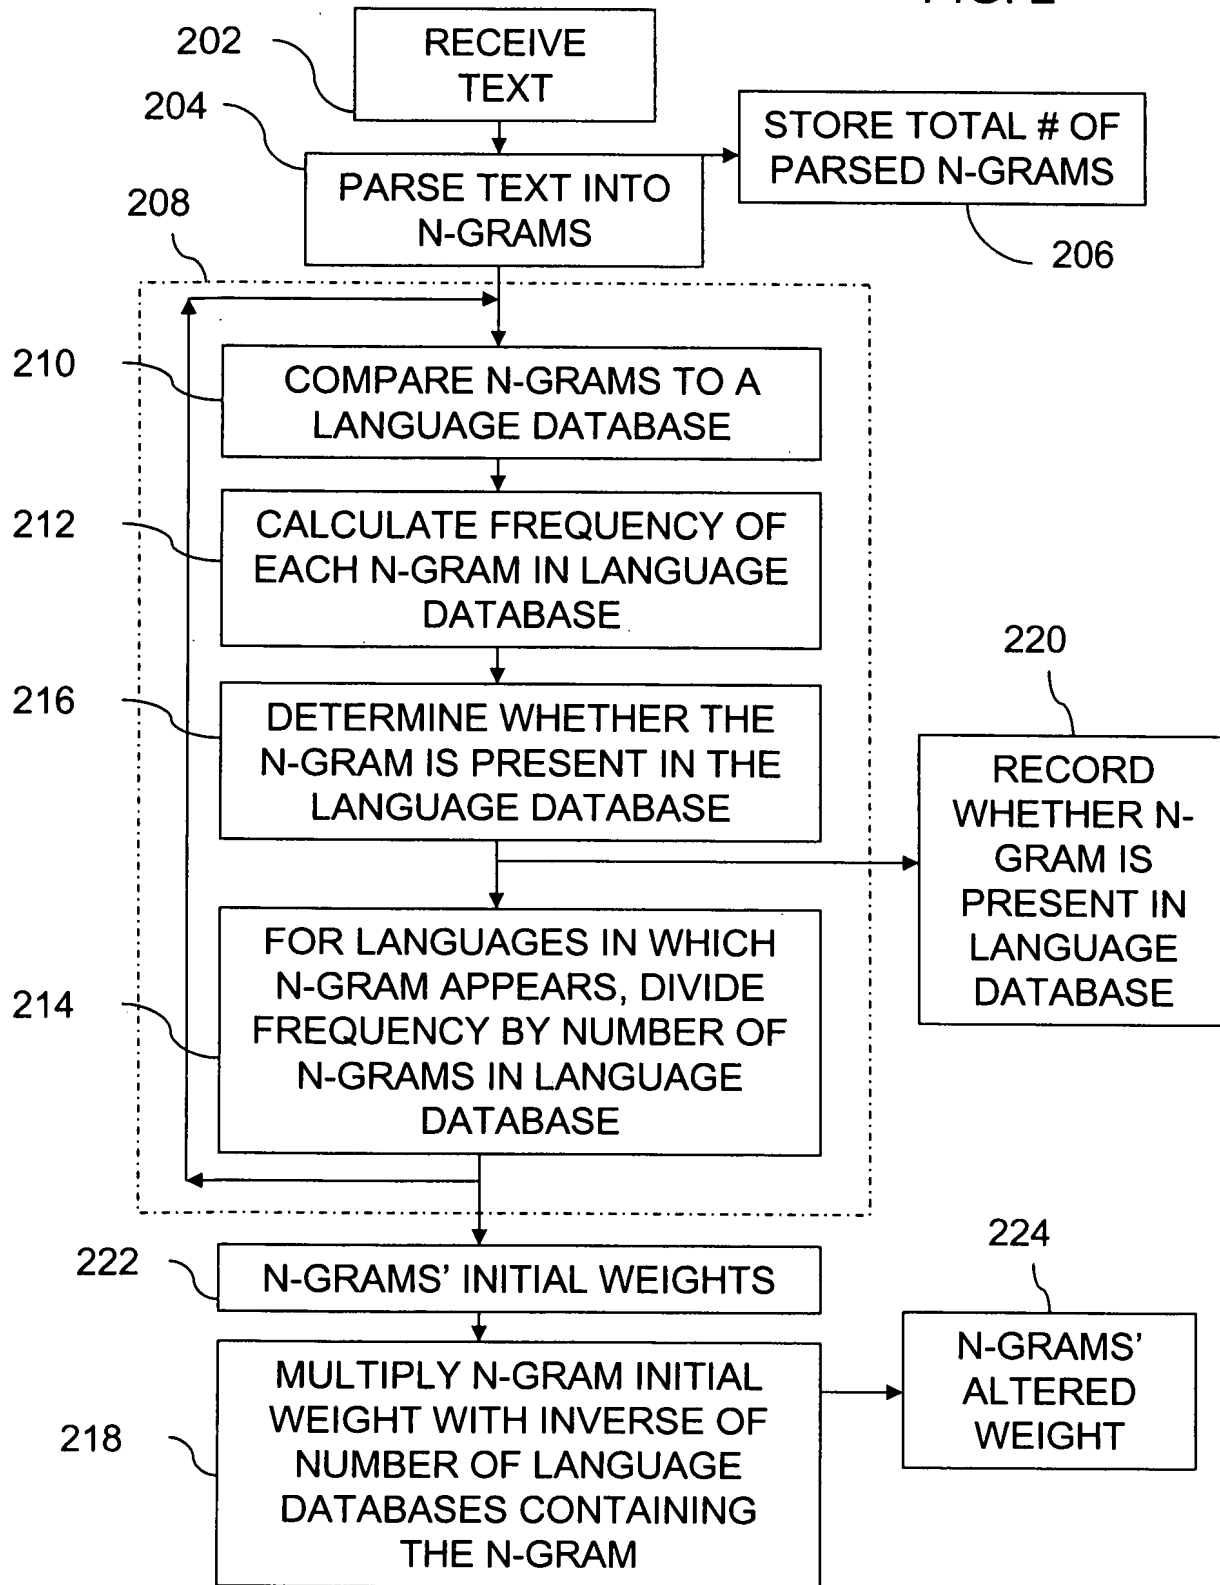 202
RECEIVE
TEXT
204
STORE TOTAL # OF
PARSED N-GRAMS
206
PARSE TEXT INTO
N-GRAMS
208
210
COMPARE N-GRAMS TO A
LANGUAGE DATABASE
212
CALCULATE FREQUENCY OF
EACH N-GRAM IN LANGUAGE
DATABASE
216
DETERMINE WHETHER THE
N-GRAM IS PRESENT IN THE
LANGUAGE DATABASE
220
RECORD
WHETHER N-
GRAM IS
PRESENT IN
LANGUAGE
DATABASE
214
FOR LANGUAGES IN WHICH
N-GRAM APPEARS, DIVIDE
FREQUENCY BY NUMBER OF
N-GRAMS IN LANGUAGE
DATABASE
222
N-GRAMS’ INITIAL WEIGHTS
224
N-GRAMS’
ALTERED
WEIGHT
218
MULTIPLY N-GRAM INITIAL
WEIGHT WITH INVERSE OF
NUMBER OF LANGUAGE
DATABASES CONTAINING
THE N-GRAM